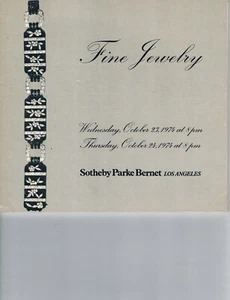 Fine Jewelry
Wednesday, October 23, 1974 at 8 pm
Thursday, October 24, 1974 at 8 pm
Sotheby Parke Bernet LOS ANGELES